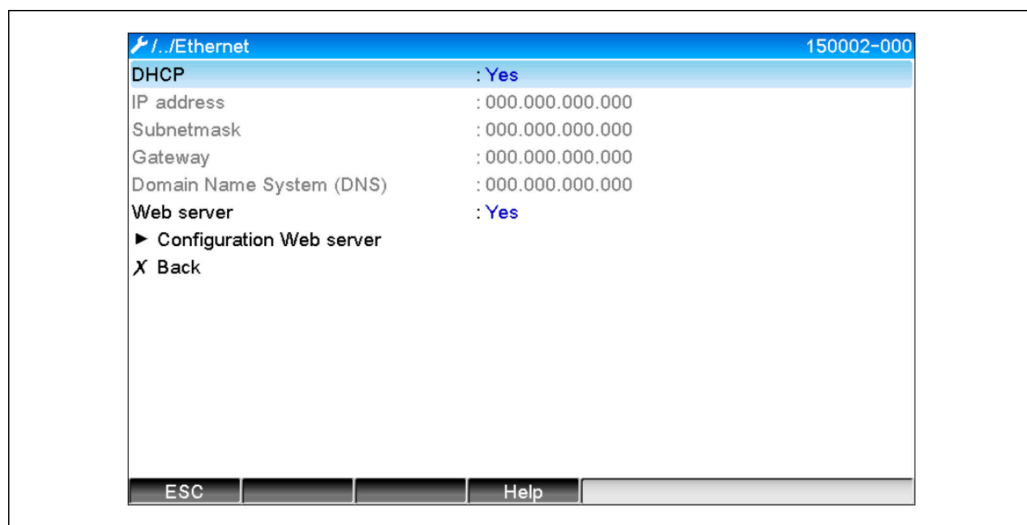 /../Ethernet 150002-000
DHCP : Yes
IP address : 000.000.000.000
Subnetmask : 000.000.000.000
Gateway : 000.000.000.000
Domain Name System (DNS) : 000.000.000.000
Web server : Yes
► Configuration Web server
X Back
ESC Help